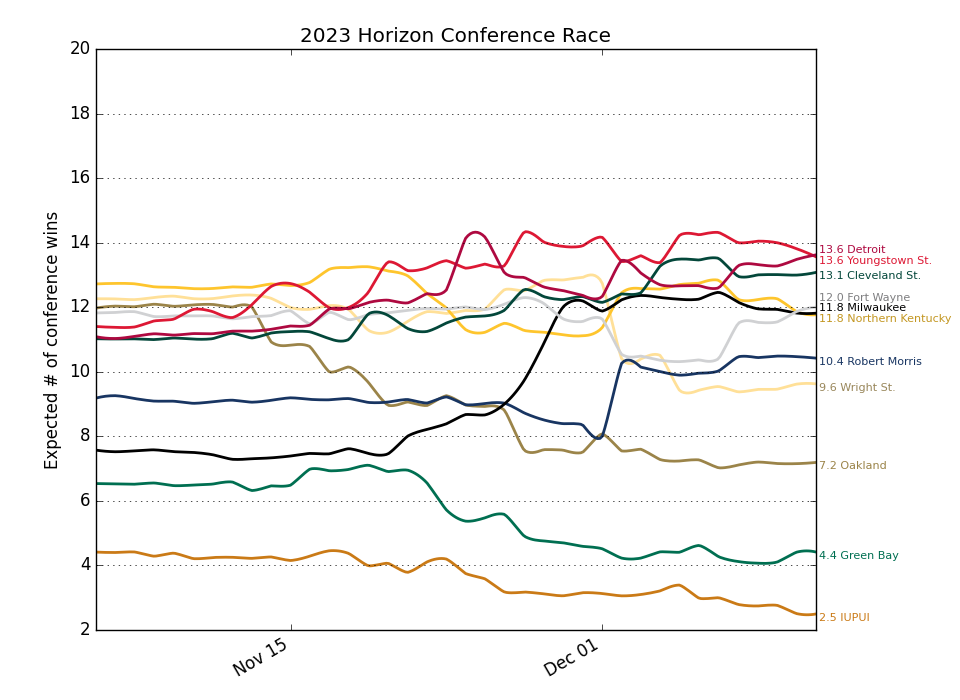 2023 Horizon Conference Race
Expected # of conference wins
20
18
16
14
12
10
8
6
4
2
Nov 15
Dec 01
13.6 Detroit
13.6 Youngstown St.
13.1 Cleveland St.
12.0 Fort Wayne
11.8 Milwaukee
11.8 Northern Kentucky
10.4 Robert Morris
9.6 Wright St.
7.2 Oakland
4.4 Green Bay
2.5 IUPUI